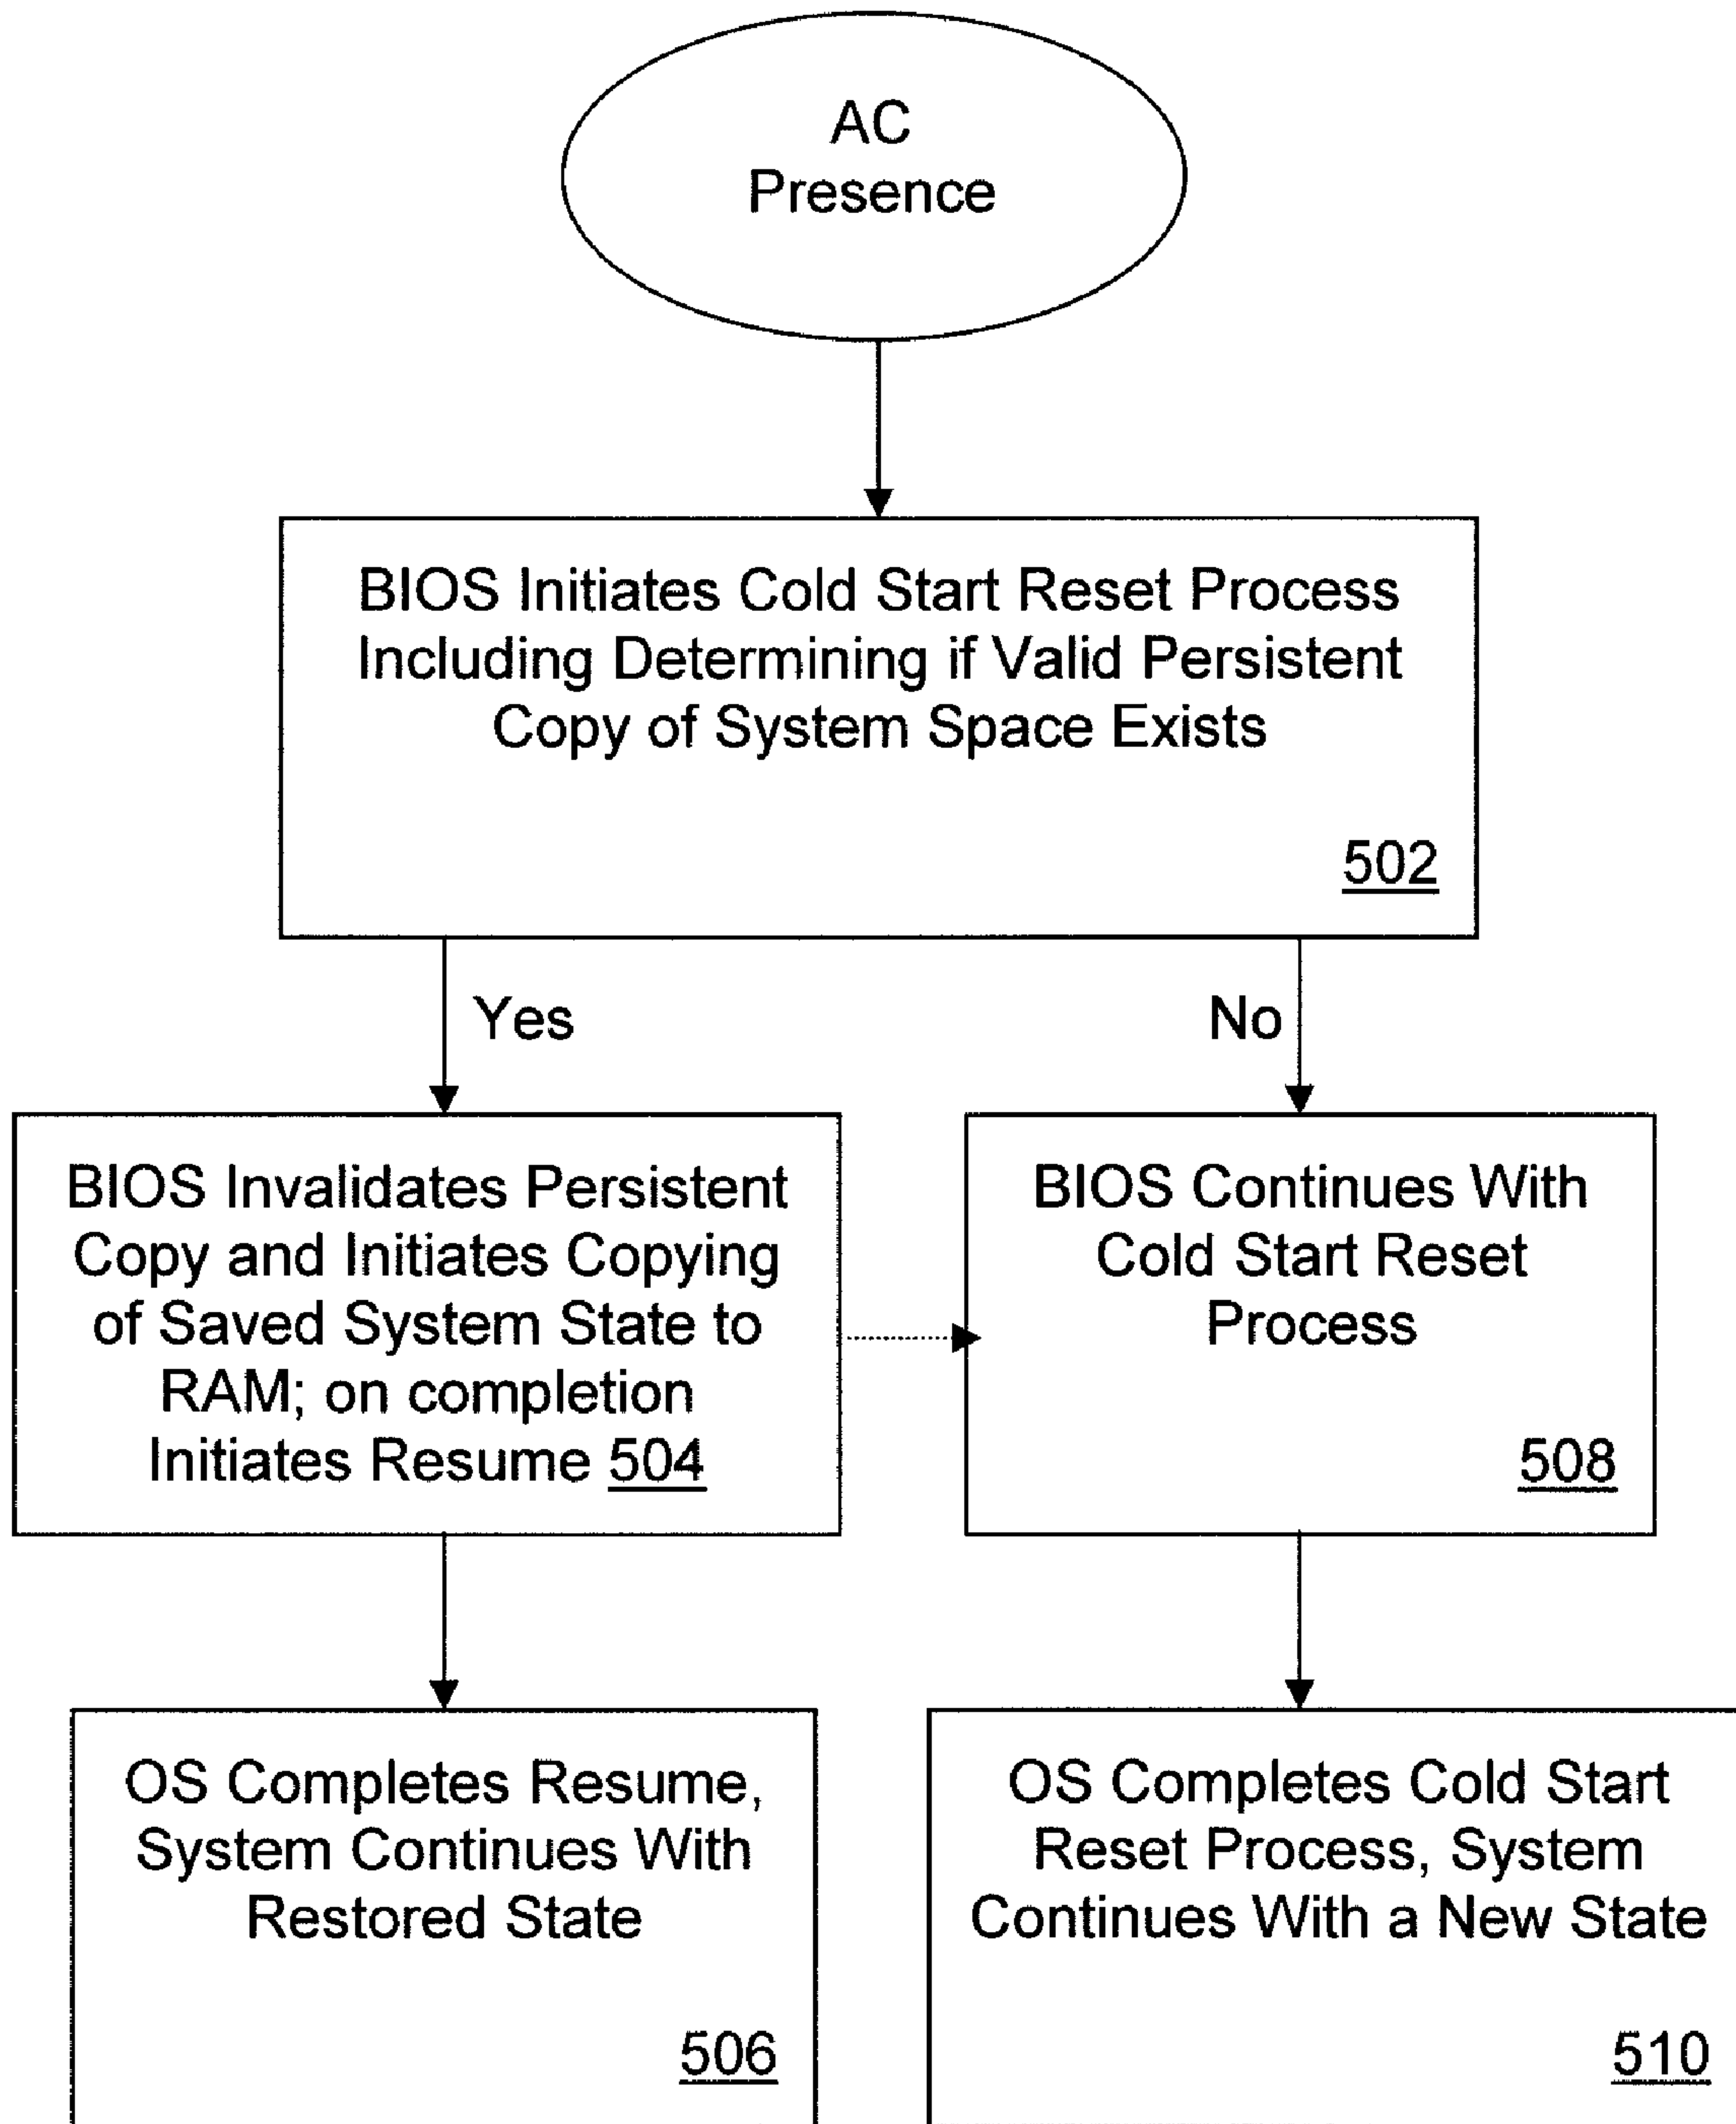 AC
Presence
BIOS Initiates Cold Start Reset Process
Including Determining if Valid Persistent
Copy of System Space Exists
502
Yes
No
BIOS Invalidates Persistent
Copy and Initiates Copying
of Saved System State to
RAM; on completion
Initiates Resume 504
BIOS Continues With
Cold Start Reset
Process
508
OS Completes Resume,
System Continues With
Restored State
506
OS Completes Cold Start
Reset Process, System
Continues With a New State
510